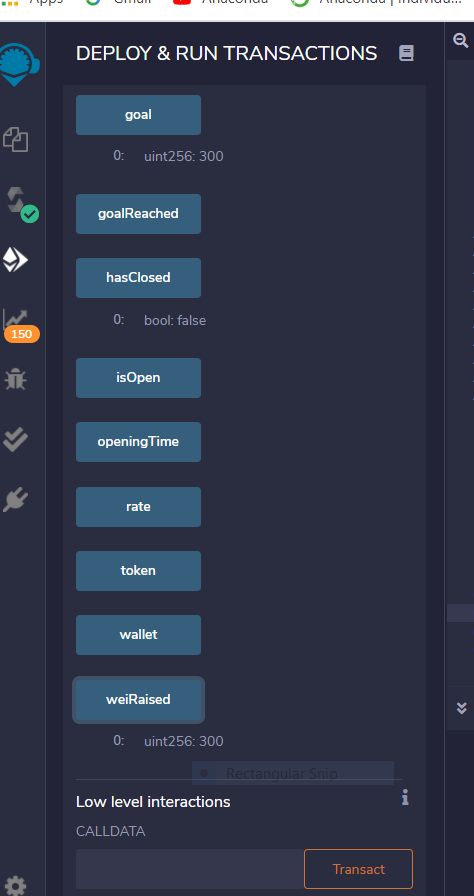 Apps Gmail Anaconda Anaconda | Individu...
DEPLOY & RUN TRANSACTIONS
goal
0: uint256: 300
goalReached
hasClosed
0: bool: false
isOpen
150
openingTime
rate
token
wallet
weiRaised
0: uint256: 300
Rectangular Snip
Low level interactions
CALLDATA
Transact